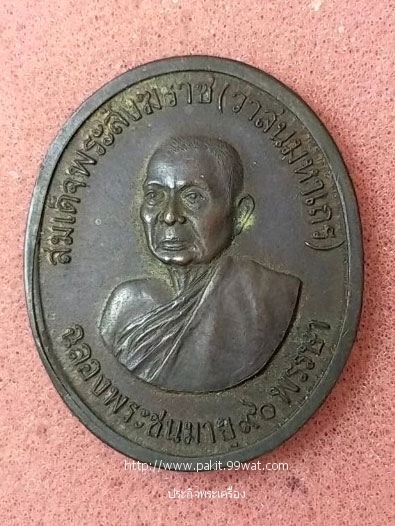 สมเด็จพระสังฆราช(วาสนมหาเถร)
ฉลองพระชนมายุ๙๐พรรษา
http://www.pakit.99wat.com
ประกิจพระเครื่อง